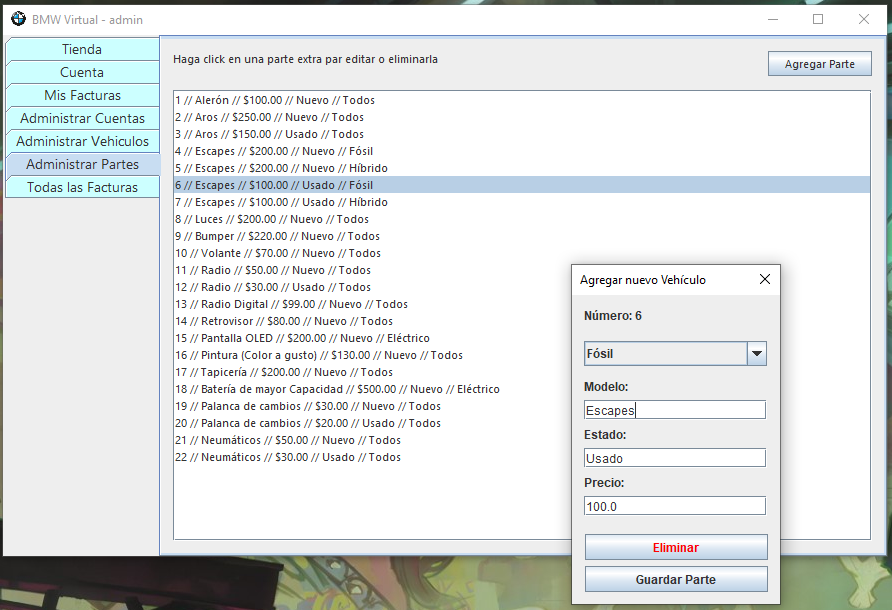 BMW Virtual - admin
Tienda
Cuenta
Mis Facturas
Administrar Cuentas
Administrar Vehiculos
Administrar Partes
Todas las Facturas
Haga click en una parte extra par editar o eliminarla
Agregar Parte
1 // Alerón // $100.00 // Nuevo // Todos
2 // Aros // $250.00 // Nuevo // Todos
3 // Aros // $150.00 // Usado // Todos
4 // Escapes // $200.00 // Nuevo // Fósil
5 // Escapes // $200.00 // Nuevo // Híbrido
6 // Escapes // $100.00 // Usado // Fósil
7 // Escapes // $100.00 // Usado // Híbrido
8 // Luces // $200.00 // Nuevo // Todos
9 // Bumper // $220.00 // Nuevo // Todos
10 // Volante // $70.00 // Nuevo // Todos
11 // Radio // $50.00 // Nuevo // Todos
12 // Radio // $30.00 // Usado // Todos
13 // Radio Digital // $99.00 // Nuevo // Todos
14 // Retrovisor // $80.00 // Nuevo // Todos
15 // Pantalla OLED // $200.00 // Nuevo // Eléctrico
16 // Pintura (Color a gusto) // $130.00 // Nuevo // Todos
17 // Tapicería // $200.00 // Nuevo // Todos
18 // Batería de mayor Capacidad // $500.00 // Nuevo // Eléctrico
19 // Palanca de cambios // $30.00 // Nuevo // Todos
20 // Palanca de cambios // $20.00 // Usado // Todos
21 // Neumáticos // $50.00 // Nuevo // Todos
22 // Neumáticos // $30.00 // Usado // Todos
Agregar nuevo Vehículo
Número: 6
Fósil
Modelo:
Escapes
Estado:
Usado
Precio:
100.0
Eliminar
Guardar Parte